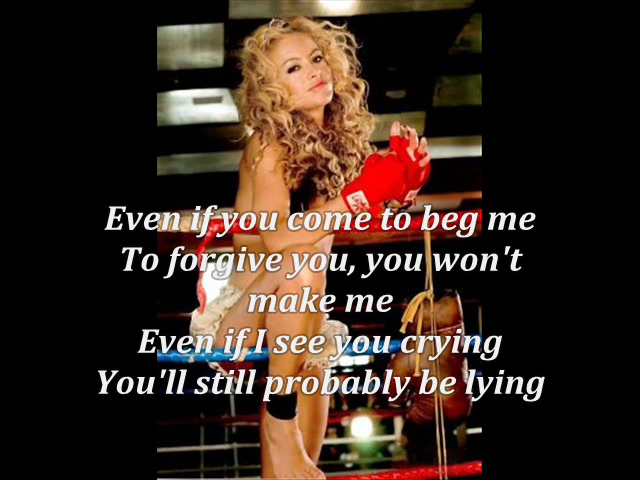 Even if you come to beg me
To forgive you, you won't
make me
Even if I see you crying
You'll still probably be lying